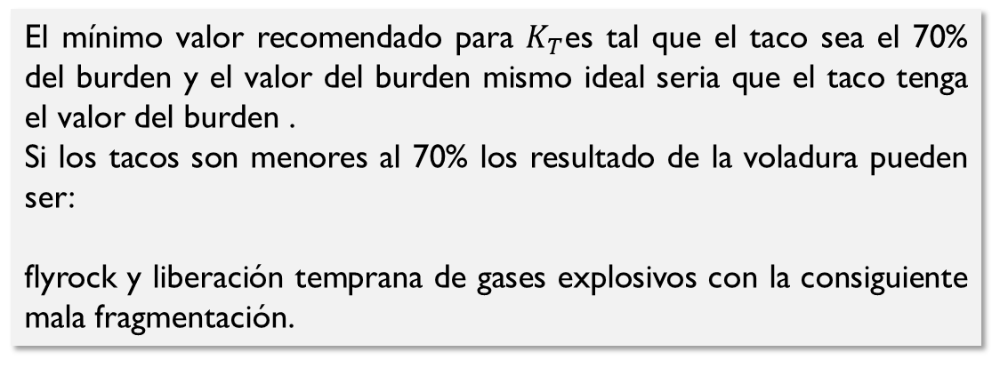 El mínimo valor recomendado para K_T es tal que el taco sea el 70%
del burden y el valor del burden mismo ideal seria que el taco tenga
el valor del burden .
Si los tacos son menores al 70% los resultado de la voladura pueden
ser:
flyrock y liberación temprana de gases explosivos con la consiguiente
mala fragmentación.